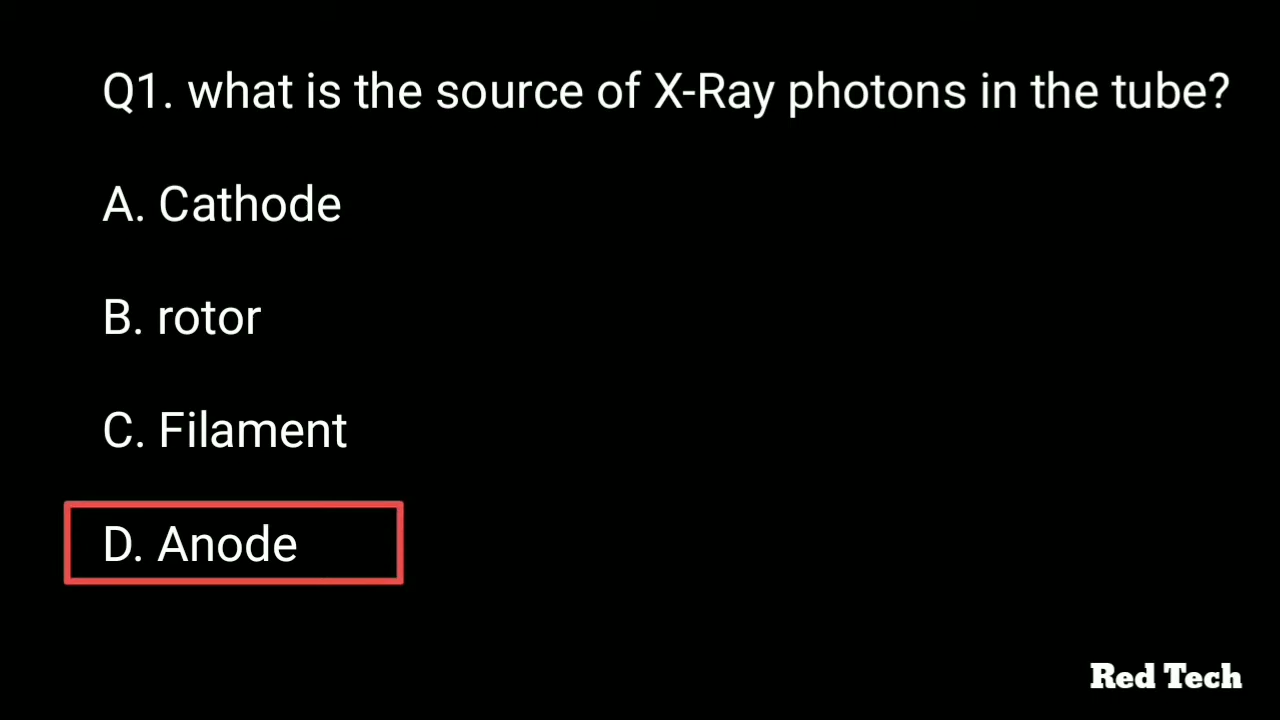 Q1. what is the source of X-Ray photons in the tube?
A. Cathode
B. rotor
C. Filament
D. Anode
Red Tech